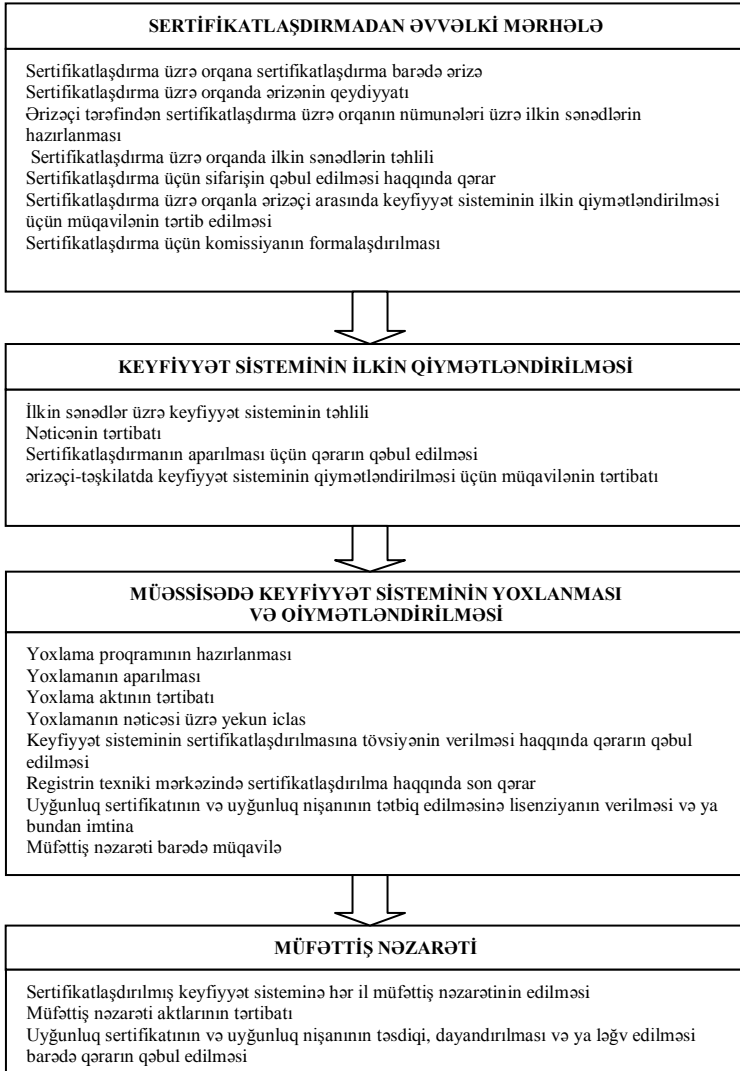 SERTİFİKATLAŞDIRMADAN ƏVVƏLKİ MƏRHƏLƏ
Sertifikatlaşdırma üzrə orqana sertifikatlaşdırma barədə ərizə
Sertifikatlaşdırma üzrə orqanda ərizənin qeydiyyatı
Ərizəçi tərəfindən sertifikatlaşdırma üzrə orqanın nümunələri üzrə ilkin sənədlərin
hazırlanması
Sertifikatlaşdırma üzrə orqanda ilkin sənədlərin təhlili
Sertifikatlaşdırma üçün sifarişin qəbul edilməsi haqqında qərar
Sertifikatlaşdırma üzrə orqanla ərizəçi arasında keyfiyyət sisteminin ilkin qiymətləndirilməsi
üçün müqavilənin tərtib edilməsi
Sertifikatlaşdırma üçün komissiyanın formalaşdırılması
KEYFİYYƏT SİSTEMİNİN İLKİN QİYMƏTLƏNDİRİLMƏSİ
İlkin sənədlər üzrə keyfiyyət sisteminin təhlili
Nəticənin tərtibatı
Sertifikatlaşdırmanın aparılması üçün qərarın qəbul edilməsi
ərizəçi-təşkilatda keyfiyyət sisteminin qiymətləndirilməsi üçün müqavilənin tərtibatı
MÜƏSSİSƏDƏ KEYFİYYƏT SİSTEMİNİN YOXLANMASI
VƏ QİYMƏTLƏNDİRİLMƏSİ
Yoxlama proqramının hazırlanması
Yoxlamanın aparılması
Yoxlama aktının tərtibatı
Yoxlamanın nəticəsi üzrə yekun iclas
Keyfiyyət sisteminin sertifikatlaşdırılmasına tövsiyənin verilməsi haqqında qərarın qəbul
edilməsi
Registrin texniki mərkəzində sertifikatlaşdırılma haqqında son qərar
Uyğunluq sertifikatının və uyğunluq nişanının tətbiq edilməsinə lisenziyanın verilməsi və ya
bundan imtina
Müfəttiş nəzarəti barədə müqavilə
MÜFƏTTİŞ NƏZARƏTİ
Sertifikatlaşdırılmış keyfiyyət sisteminə hər il müfəttiş nəzarətinin edilməsi
Müfəttiş nəzarəti aktlarının tərtibatı
Uyğunluq sertifikatının və uyğunluq nişanının təsdiqi, dayandırılması və ya ləğv edilməsi
barədə qərarın qəbul edilməsi